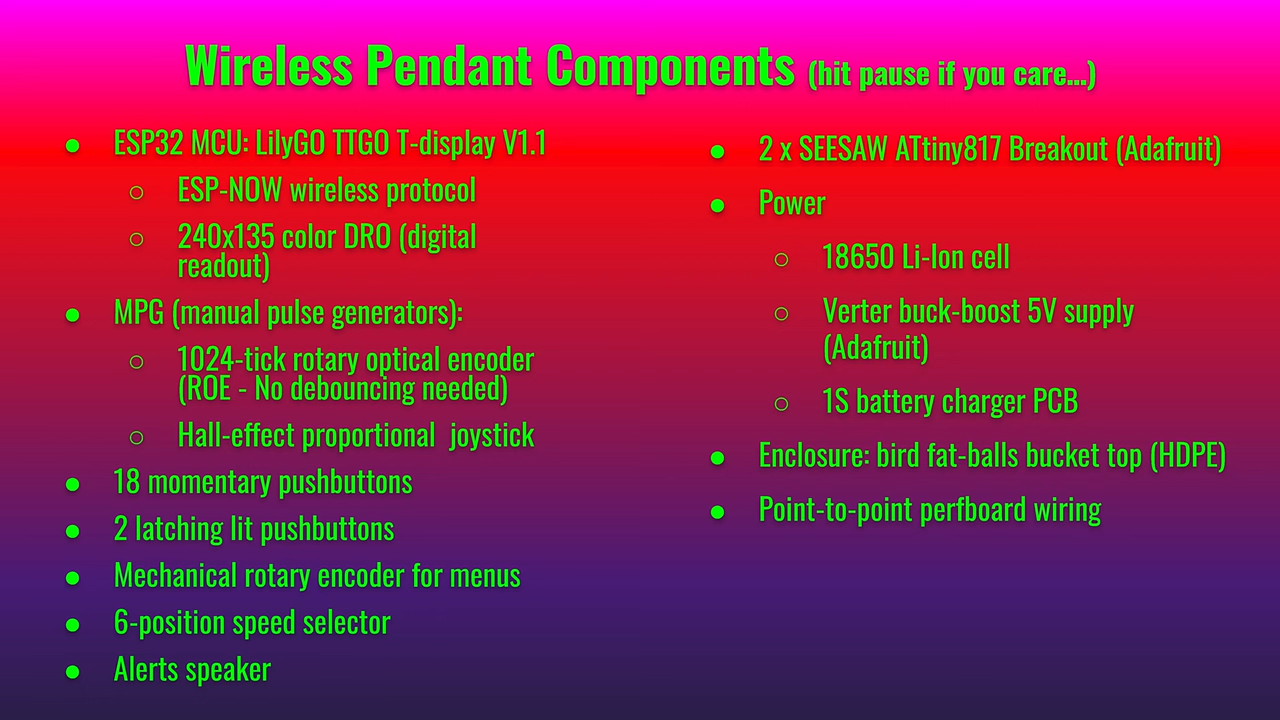 Wireless Pendant Components (hit pause if you care...)
● ESP32 MCU: LilyGO TTGO T-display V1.1
○ ESP-NOW wireless protocol
○ 240x135 color DRO (digital
readout)
● MPG (manual pulse generators):
○ 1024-tick rotary optical encoder
(ROE - No debouncing needed)
○ Hall-effect proportional joystick
● 18 momentary pushbuttons
● 2 latching lit pushbuttons
● Mechanical rotary encoder for menus
● 6-position speed selector
● Alerts speaker
● 2 x SEESAW ATtiny817 Breakout (Adafruit)
● Power
○ 18650 Li-Ion cell
○ Verter buck-boost 5V supply
(Adafruit)
○ 1S battery charger PCB
● Enclosure: bird fat-balls bucket top (HDPE)
● Point-to-point perfboard wiring